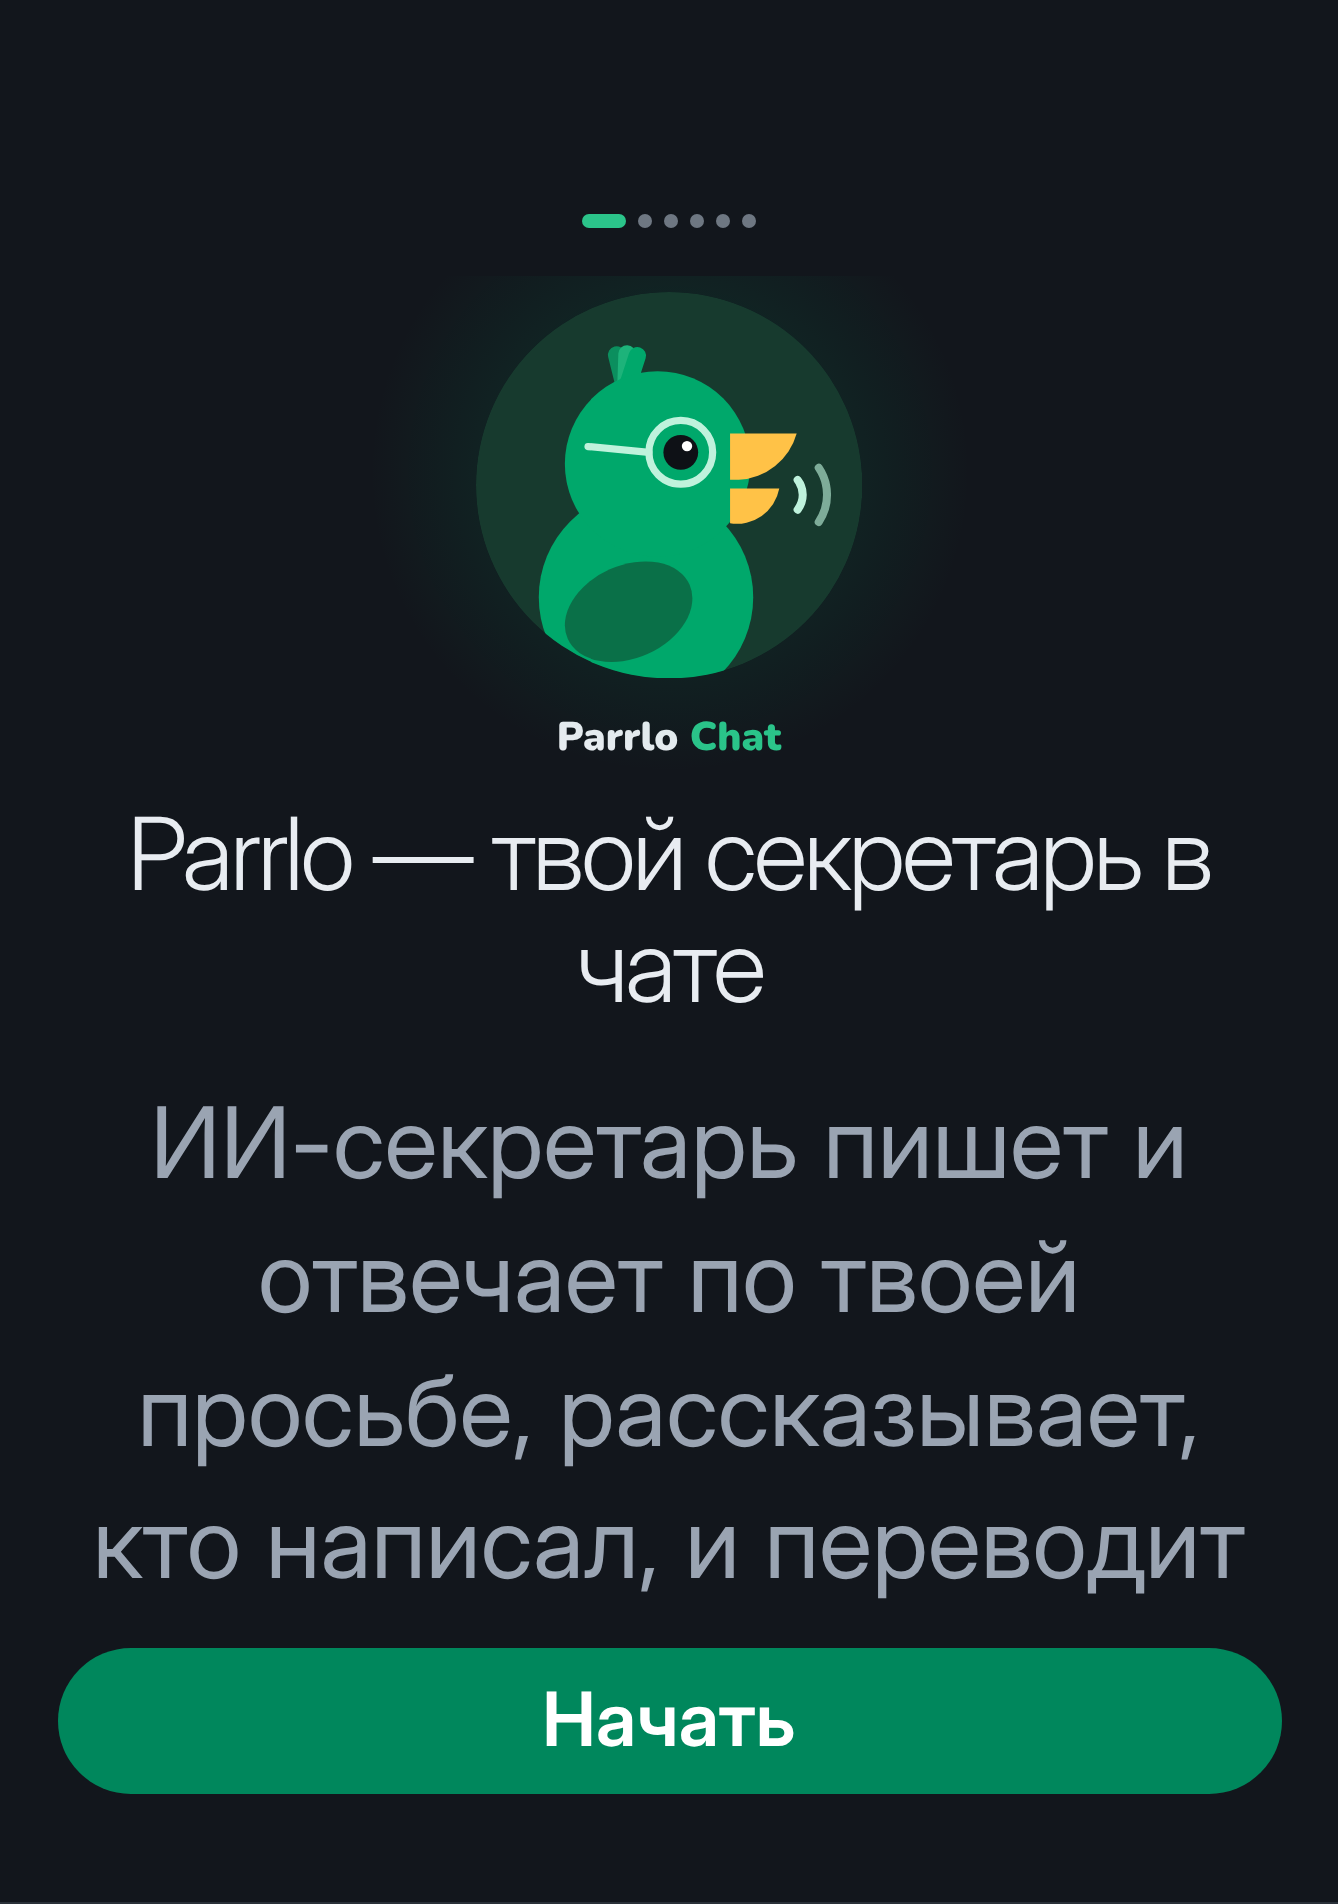 Parrlo Chat
Parrlo — твой секретарь в
чате
ИИ-секретарь пишет и
отвечает по твоей
просьбе, рассказывает,
кто написал, и переводит
Начать